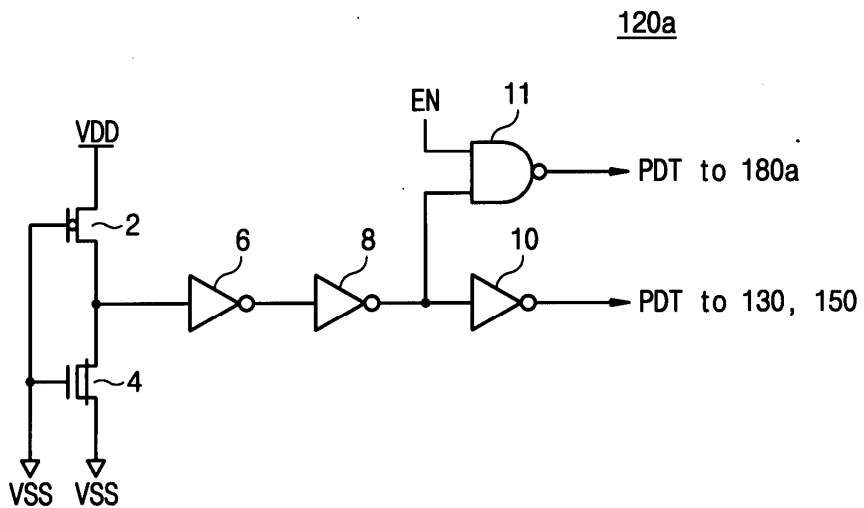 120a
EN
11
VDD
PDT to 180a
2
6
8
10
PDT to 130, 150
4
VSS
VSS